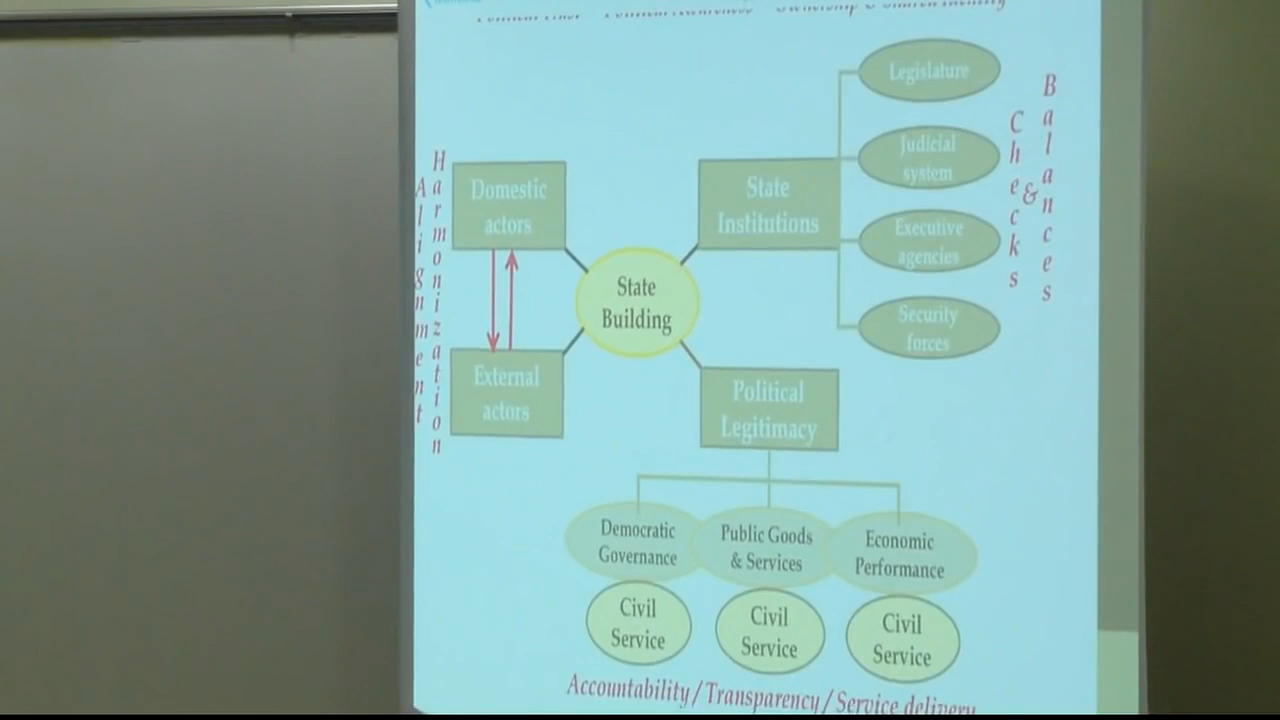 Legislature
Judicial
system
Executive
agencies
Security
forces
Checks
&
Balances
State
Institutions
Domestic
actors
Alignment
Harmonization
State
Building
External
actors
Political
Legitimacy
Democratic
Governance
Public Goods
& Services
Economic
Performance
Civil
Service
Civil
Service
Civil
Service
Accountability / Transparency / Service delivery